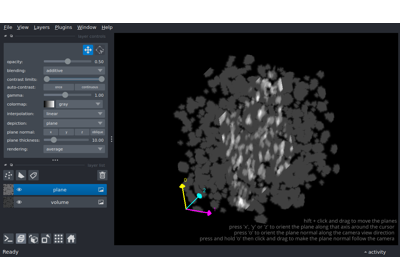 File View Layers Plugins Window Help
layer controls
opacity: 0.50
blending: additive
contrast limits:
auto-contrast: once continuous
gamma: 1.00
colormap: gray
interpolation: linear
depiction: plane
plane normal: x y z oblique
plane thickness: 10.00
rendering: average
layer list
plane
volume
hift + click and drag to move the planes
press 'x', 'y' or 'z' to orient the plane along that axis around the cursor
press 'o' to orient the plane normal along the camera view direction
press and hold 'o' then click and drag to make the plane normal follow the camera
Ready
activity